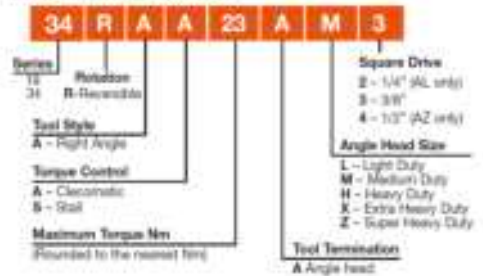 34 R A A 23 A M 3
Series
19
34
Rotation
R-Reversible
Tool Style
A – Right Angle
Torque Control
A – Clecomatic
S – Stall
Maximum Torque Nm
(Rounded to the nearest Nm)
Square Drive
2 – 1/4" (AL only)
3 – 3/8"
4 – 1/2" (AZ only)
Angle Head Size
L – Light Duty
M – Medium Duty
H – Heavy Duty
X – Extra Heavy Duty
Z – Super Heavy Duty
Tool Termination
A Angle head